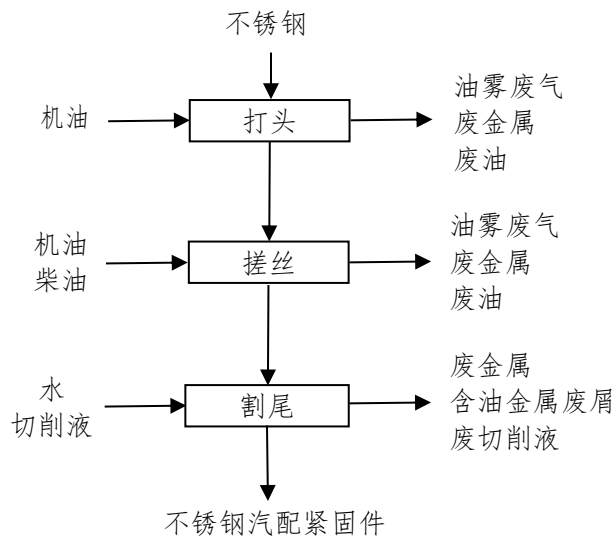 不锈钢
机油
打头
油雾废气
废金属
废油
机油
柴油
搓丝
油雾废气
废金属
废油
水
切削液
割尾
废金属
含油金属废屑
废切削液
不锈钢汽配紧固件